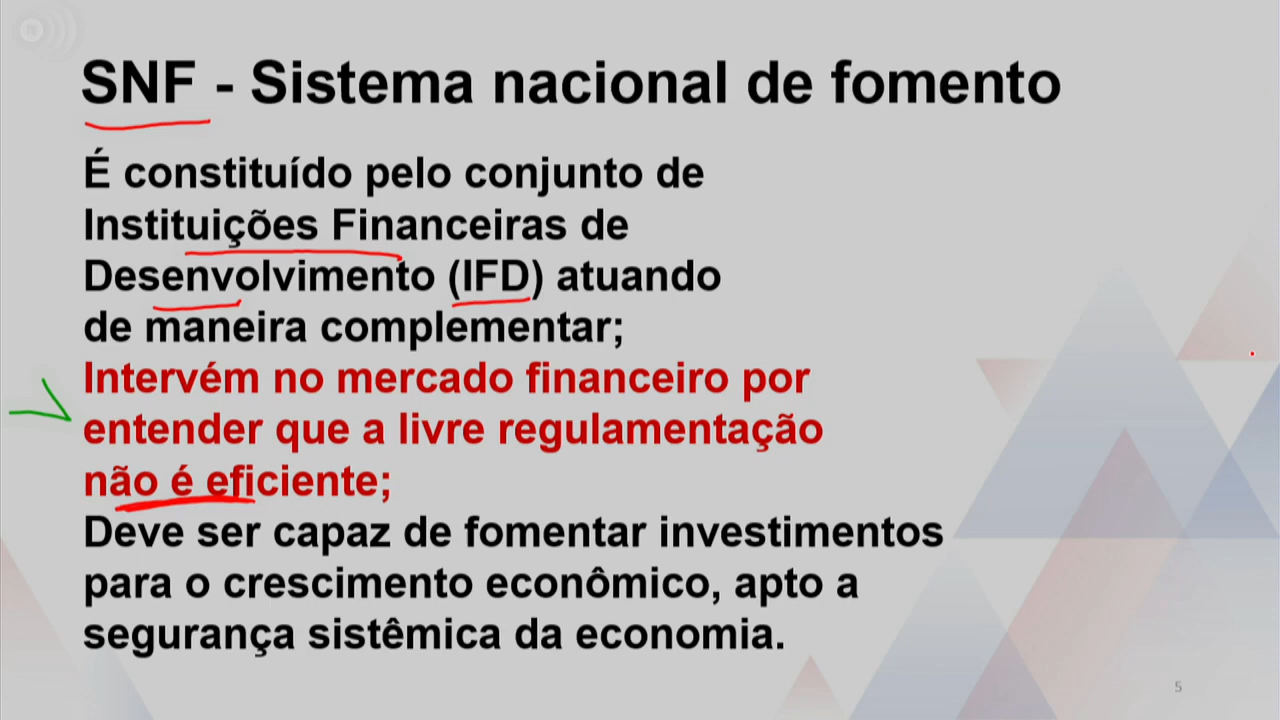 SNF - Sistema nacional de fomento
É constituído pelo conjunto de
Instituições Financeiras de
Desenvolvimento (IFD) atuando
de maneira complementar;
Intervém no mercado financeiro por
entender que a livre regulamentação
não é eficiente;
Deve ser capaz de fomentar investimentos
para o crescimento econômico, apto a
segurança sistêmica da economia.
5